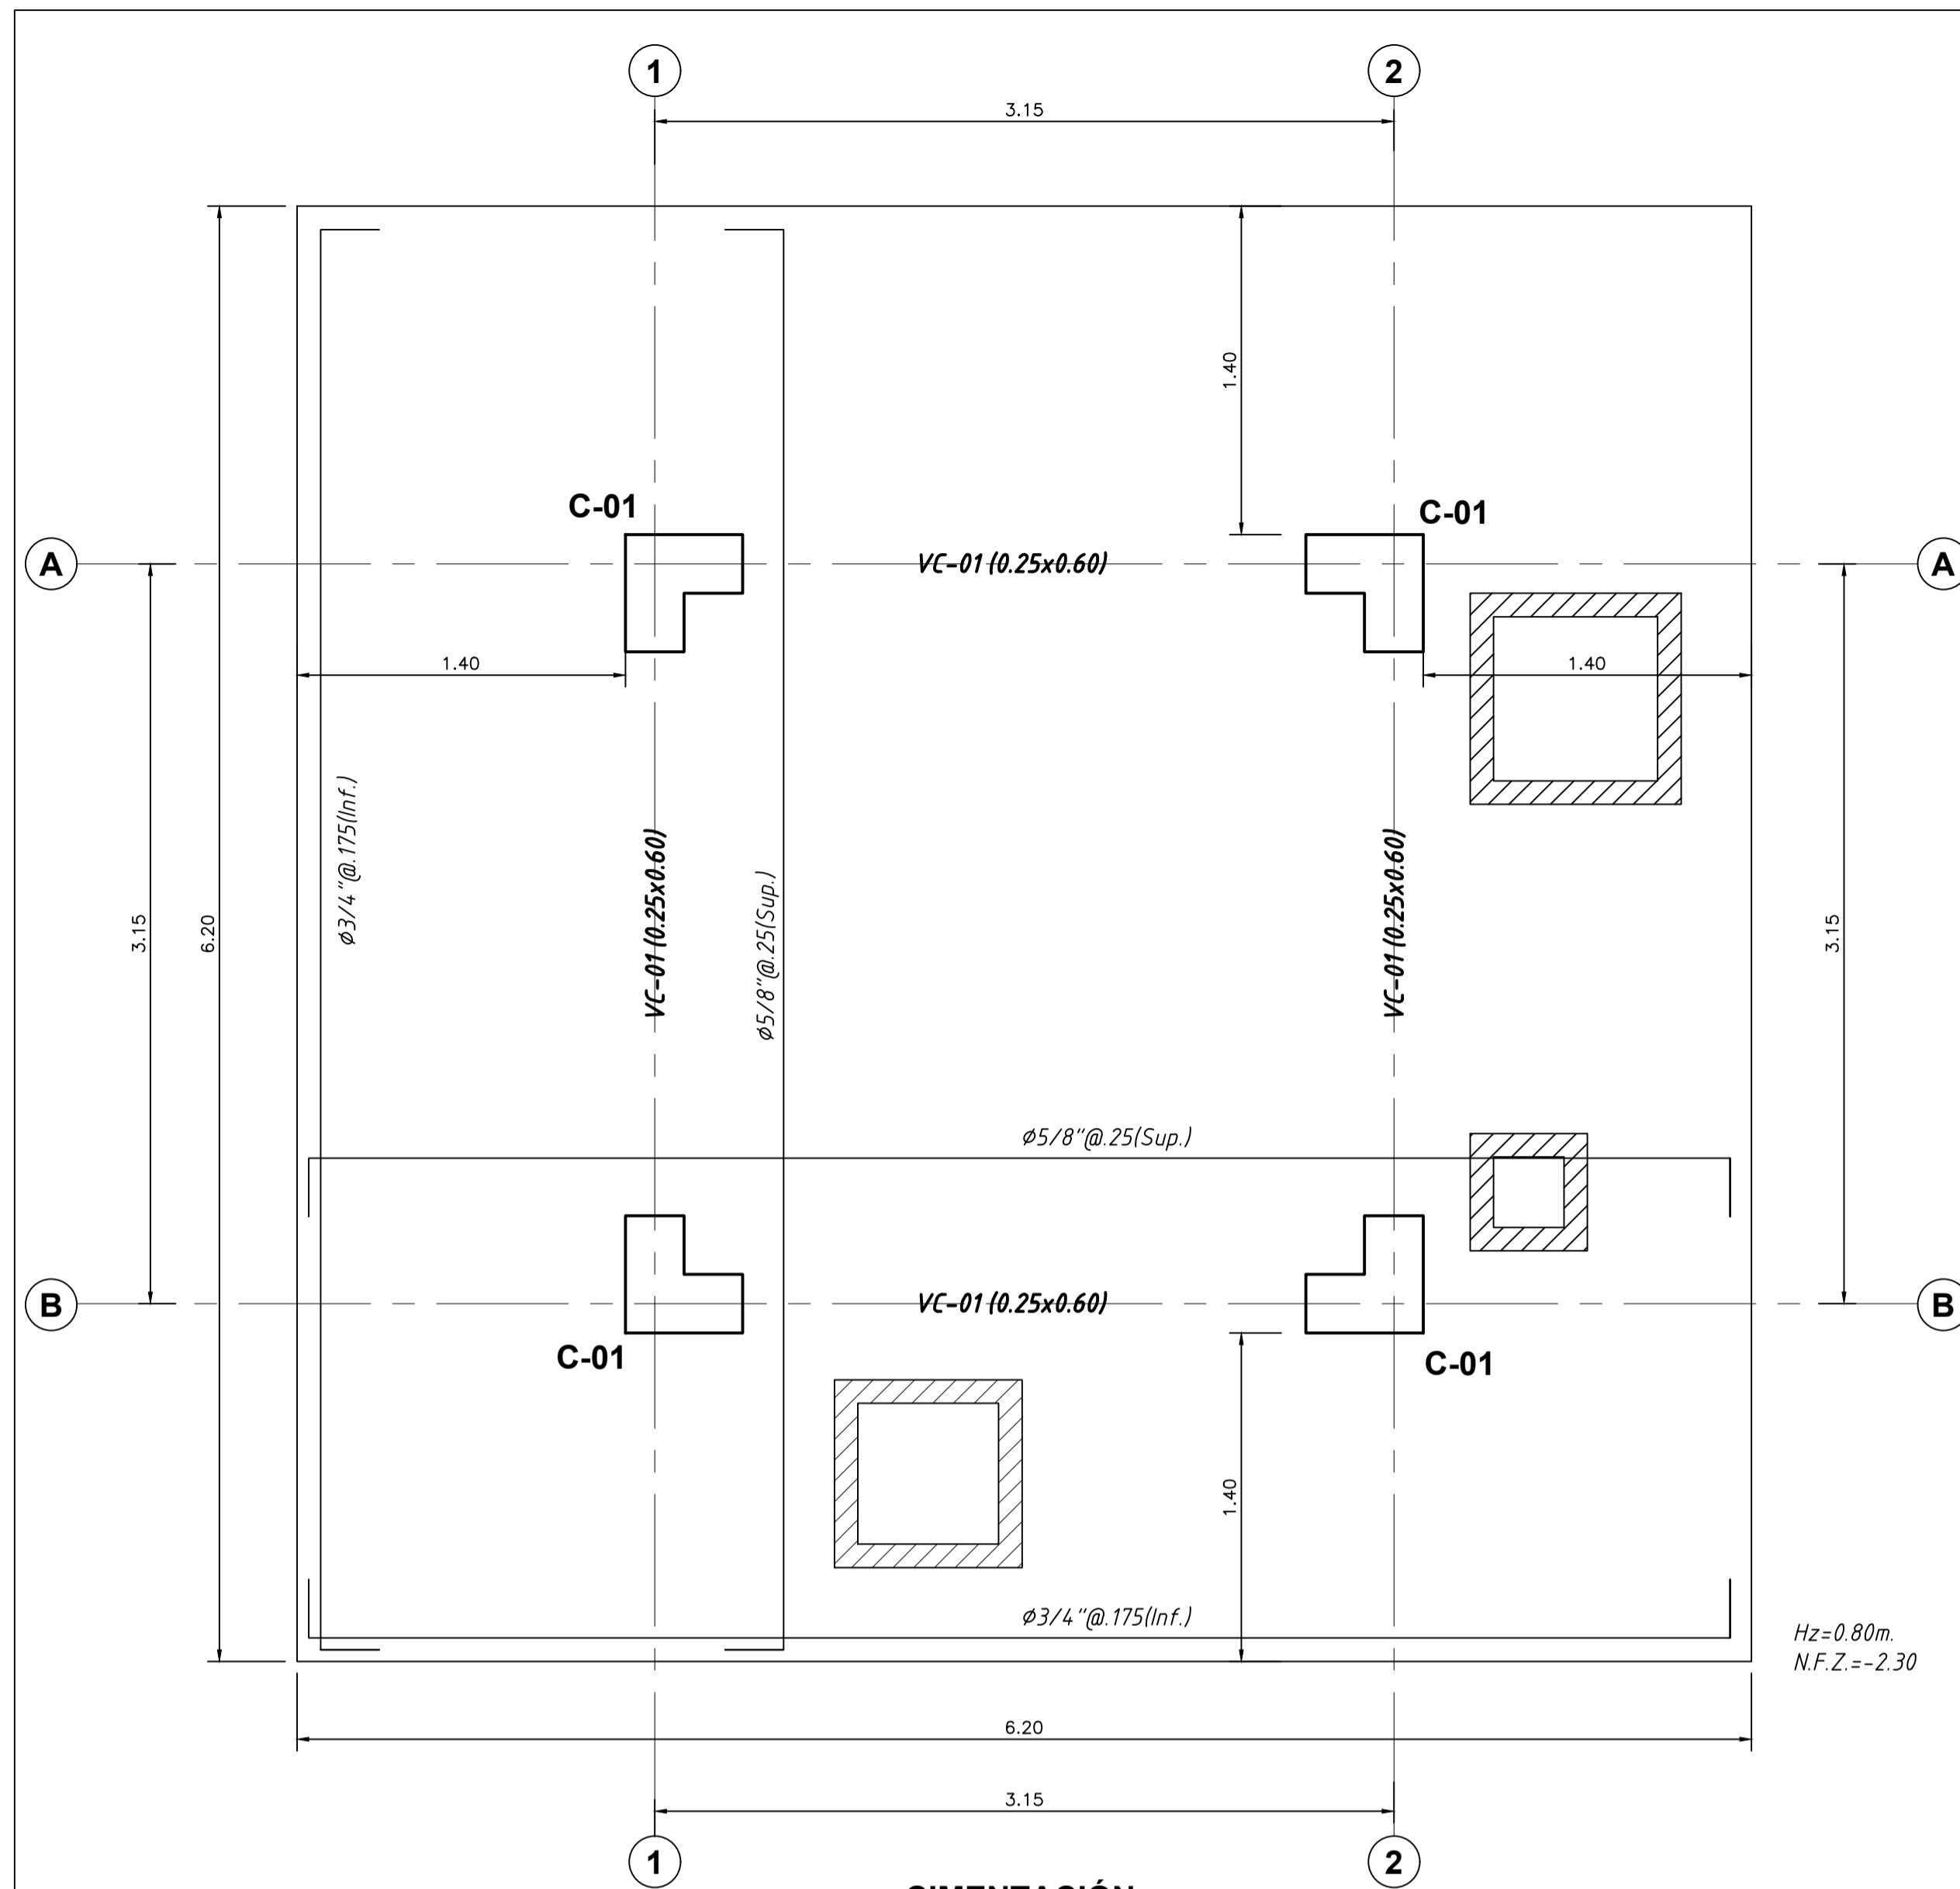 1
2
3.15
1.40
C-01
C-01
A
VC-01 (0.25x0.60)
A
1.40
1.40
Ø3/4"@.175(Inf.)
VC-01 (0.25x0.60)
Ø5/8"@.25(Sup.)
VC-01 (0.25x0.60)
3.15
6.20
3.15
Ø5/8"@.25(Sup.)
B
VC-01 (0.25x0.60)
B
C-01
C-01
1.40
Ø3/4"@.175(Inf.)
Hz=0.80m.
N.F.Z.=-2.30
6.20
3.15
1
2
CIMENTACIÓN